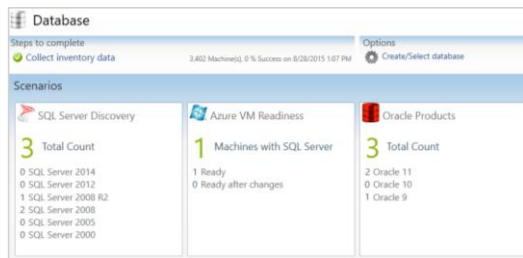 Database
Steps to complete
Collect inventory data
3,402 Machine(s), 0 % Success on 8/28/2015 1:07 PM
Options
Create/Select database
Scenarios
SQL Server Discovery
3 Total Count
0 SQL Server 2014
0 SQL Server 2012
1 SQL Server 2008 R2
2 SQL Server 2008
0 SQL Server 2005
0 SQL Server 2000
Azure VM Readiness
1 Machines with SQL Server
1 Ready
0 Ready after changes
Oracle Products
3 Total Count
2 Oracle 11
0 Oracle 10
1 Oracle 9